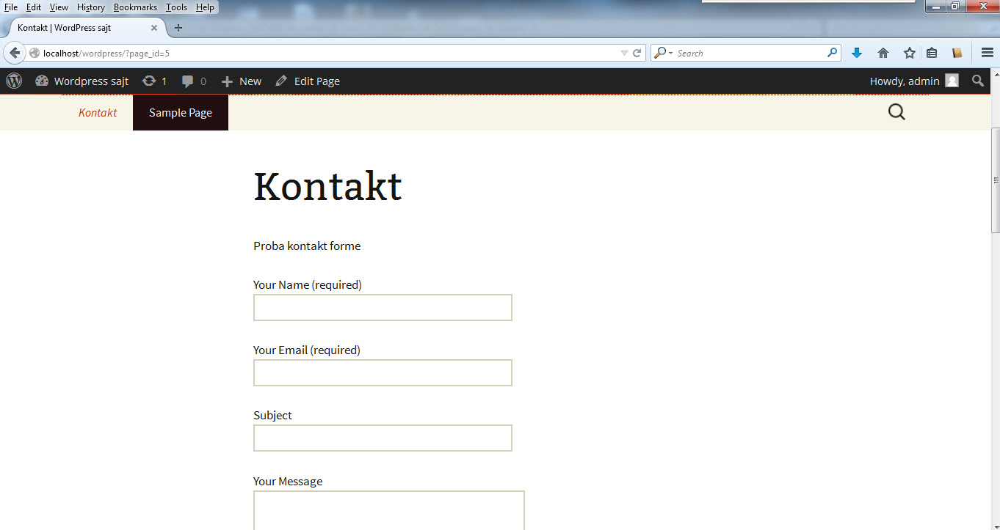 File Edit View History Bookmarks Tools Help
Kontakt | WordPress sajt
localhost/wordpress/?page_id=5
Search
Wordpress sajt 1 0 New Edit Page Howdy, admin
Kontakt Sample Page
Kontakt
Proba kontakt forme
Your Name (required)
Your Email (required)
Subject
Your Message